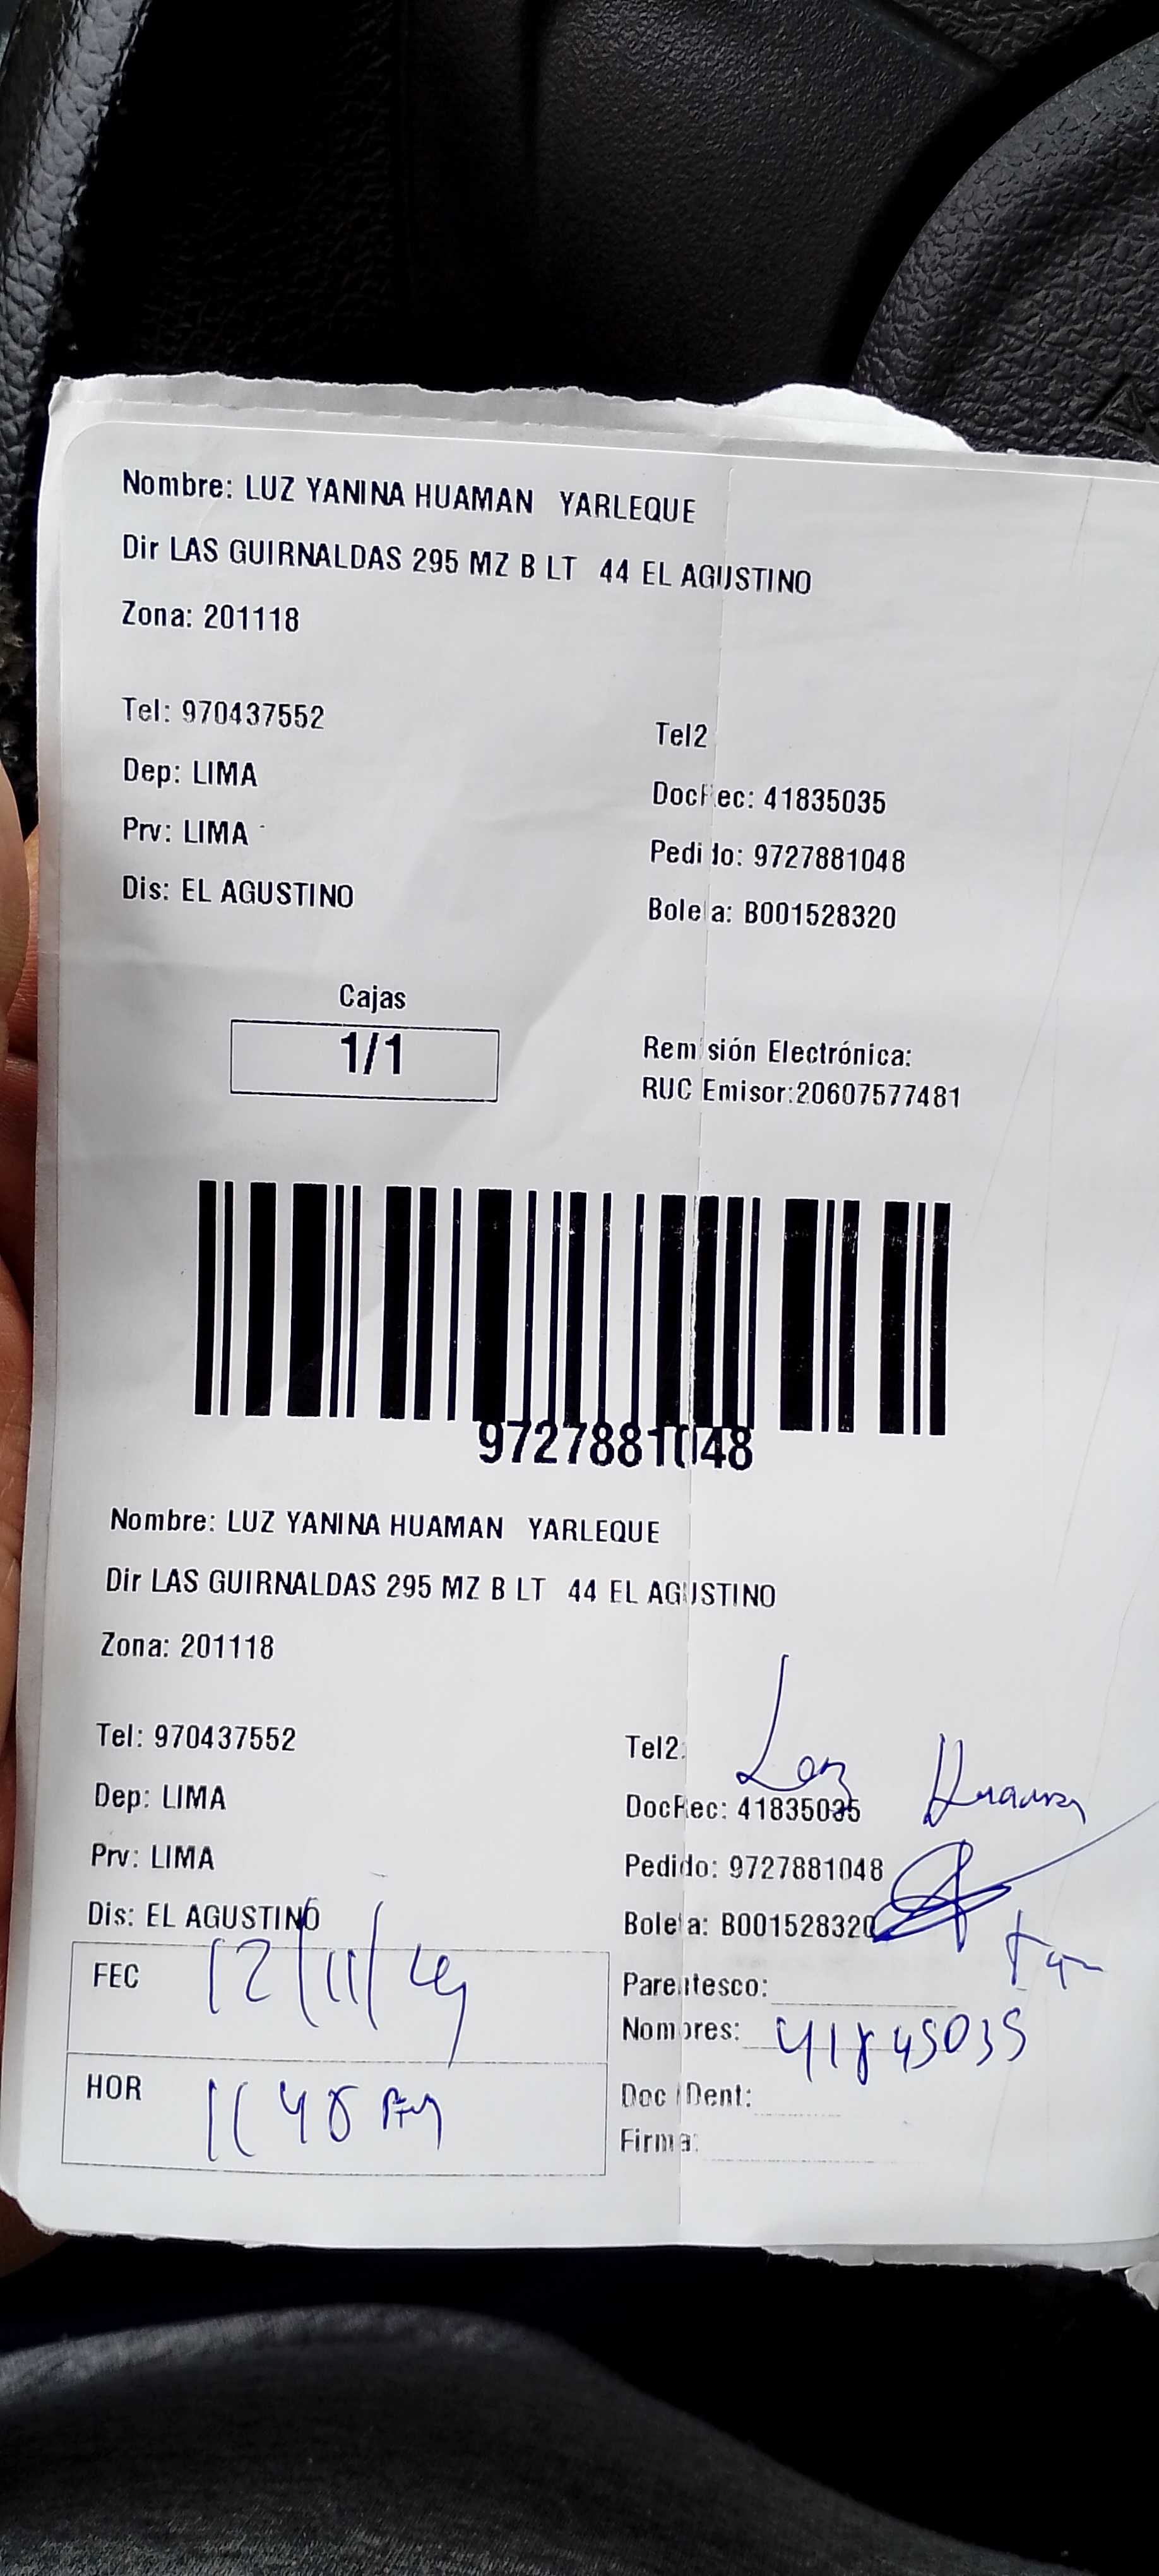 Nombre: LUZ YANINA HUAMAN YARLEQUE
Dir LAS GUIRNALDAS 295 MZ B LT 44 EL AGUSTINO
Zona: 201118
Tel: 970437552
Tel2
Dep: LIMA
DocRec: 41835035
Prv: LIMA
Pedido: 9727881048
Dis: EL AGUSTINO
Boleta: B001528320
Cajas
1/1
Remisión Electrónica:
RUC Emisor:20607577481
9727881048
Nombre: LUZ YANINA HUAMAN YARLEQUE
Dir LAS GUIRNALDAS 295 MZ B LT 44 EL AGUSTINO
Zona: 201118
Tel: 970437552
Tel2:
Luz Huaman
Dep: LIMA
DocRec: 41835035
Prv: LIMA
Pedido: 9727881048
Dis: EL AGUSTINO
Boleta: B001528320
FEC 12/11/24
Parentesco:
Nombres: 41845035
HOR
Doc Dent:
Firma: